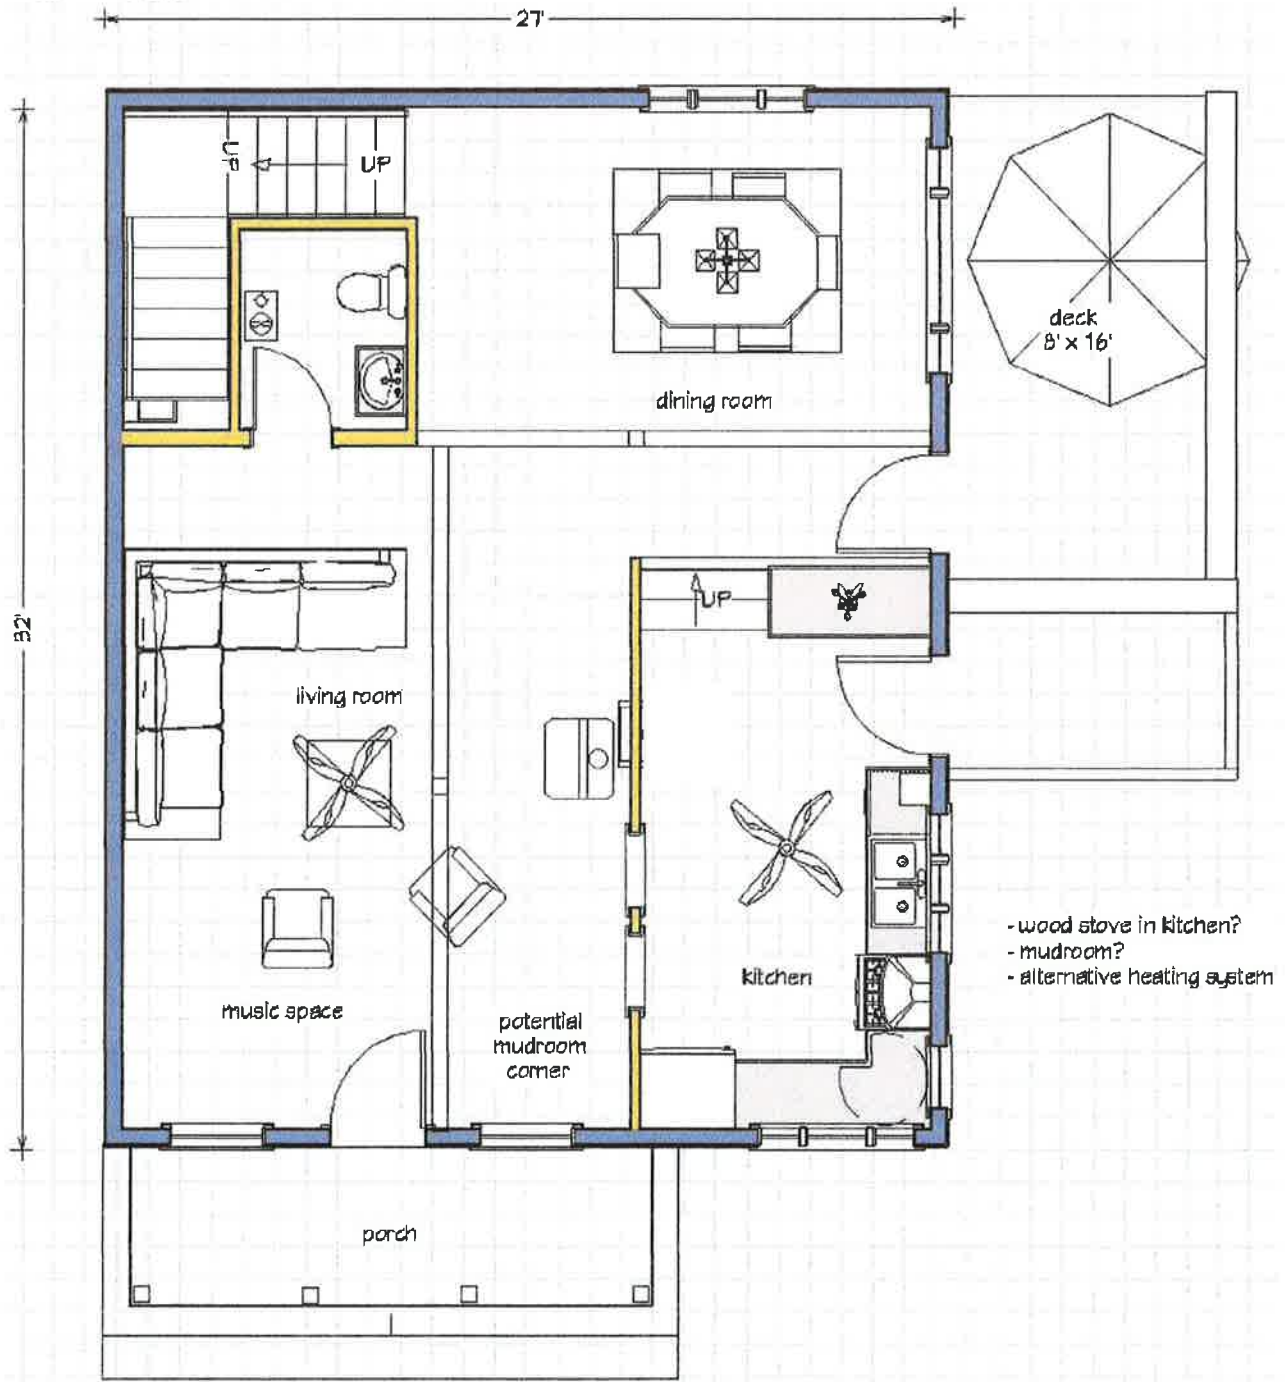 27'
UP
UP
32'
deck
8' x 16'
dining room
UP
living room
- wood stove in kitchen?
- mudroom?
- alternative heating system
kitchen
music space
potential
mudroom
corner
porch